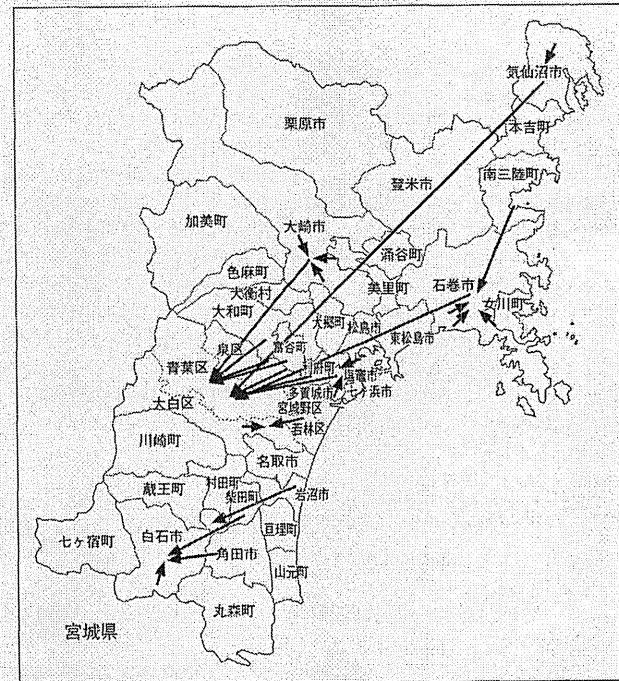 気仙沼市
本吉町
栗原市
南三陸町
登米市
加美町
大崎市
涌谷町
色麻町
美里町
石巻市
大衡村
女川町
大和町
大郷町
松島市
東松島市
泉区
富谷町
利府町
青葉区
塩竈市
多賀城市
七ヶ浜市
太白区
宮城野区
若林区
川崎町
名取市
村田町
蔵王町
柴田町
岩沼市
白石市
亘理町
七ヶ宿町
角田市
山元町
丸森町
宮城県